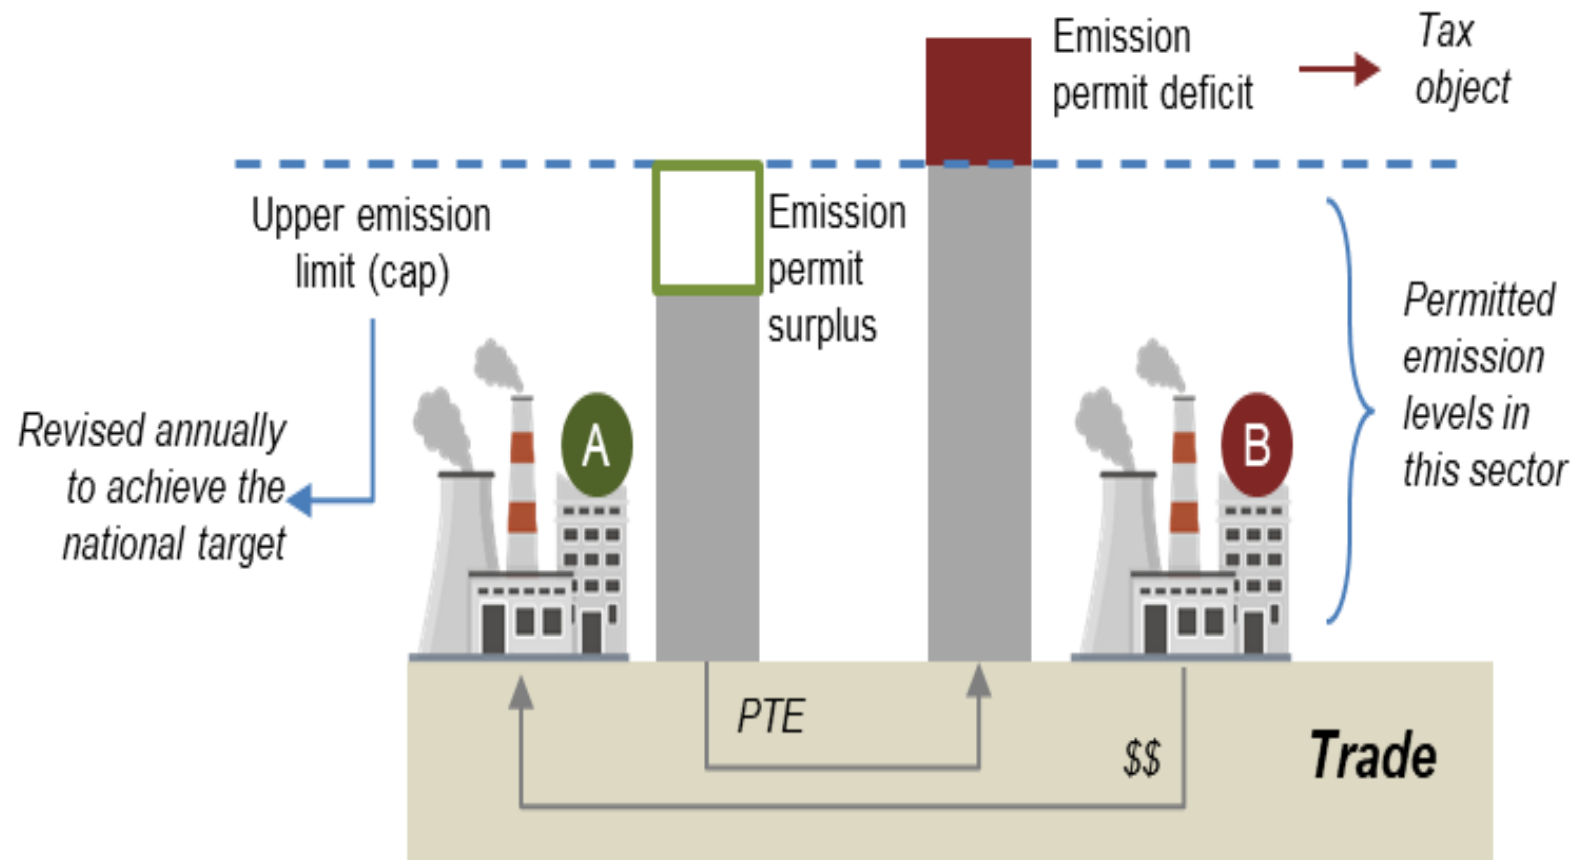 Emission
permit deficit
Tax
object
Upper emission
limit (cap)
Emission
permit
surplus
Permitted
emission
levels in
this sector
Revised annually
to achieve the
national target
A
B
PTE
$$
Trade